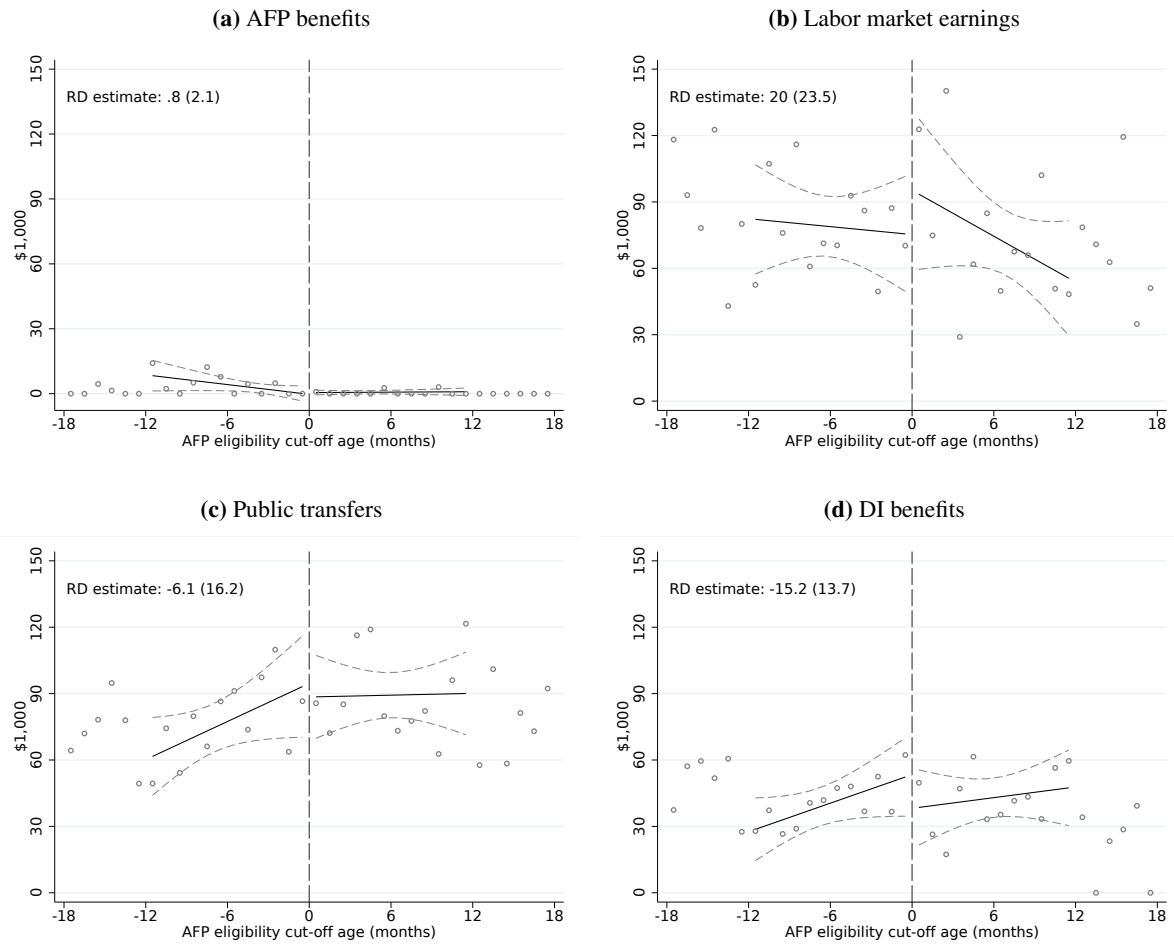 (a) AFP benefits
(b) Labor market earnings
150
120
90
60
30
0
$1,000
RD estimate: .8 (2.1)
-18 -12 -6 0 6 12 18
AFP eligibility cut-off age (months)
150
120
90
60
30
0
$1,000
RD estimate: 20 (23.5)
-18 -12 -6 0 6 12 18
AFP eligibility cut-off age (months)
(c) Public transfers
(d) DI benefits
150
120
90
60
30
0
$1,000
RD estimate: -6.1 (16.2)
-18 -12 -6 0 6 12 18
AFP eligibility cut-off age (months)
150
120
90
60
30
0
$1,000
RD estimate: -15.2 (13.7)
-18 -12 -6 0 6 12 18
AFP eligibility cut-off age (months)